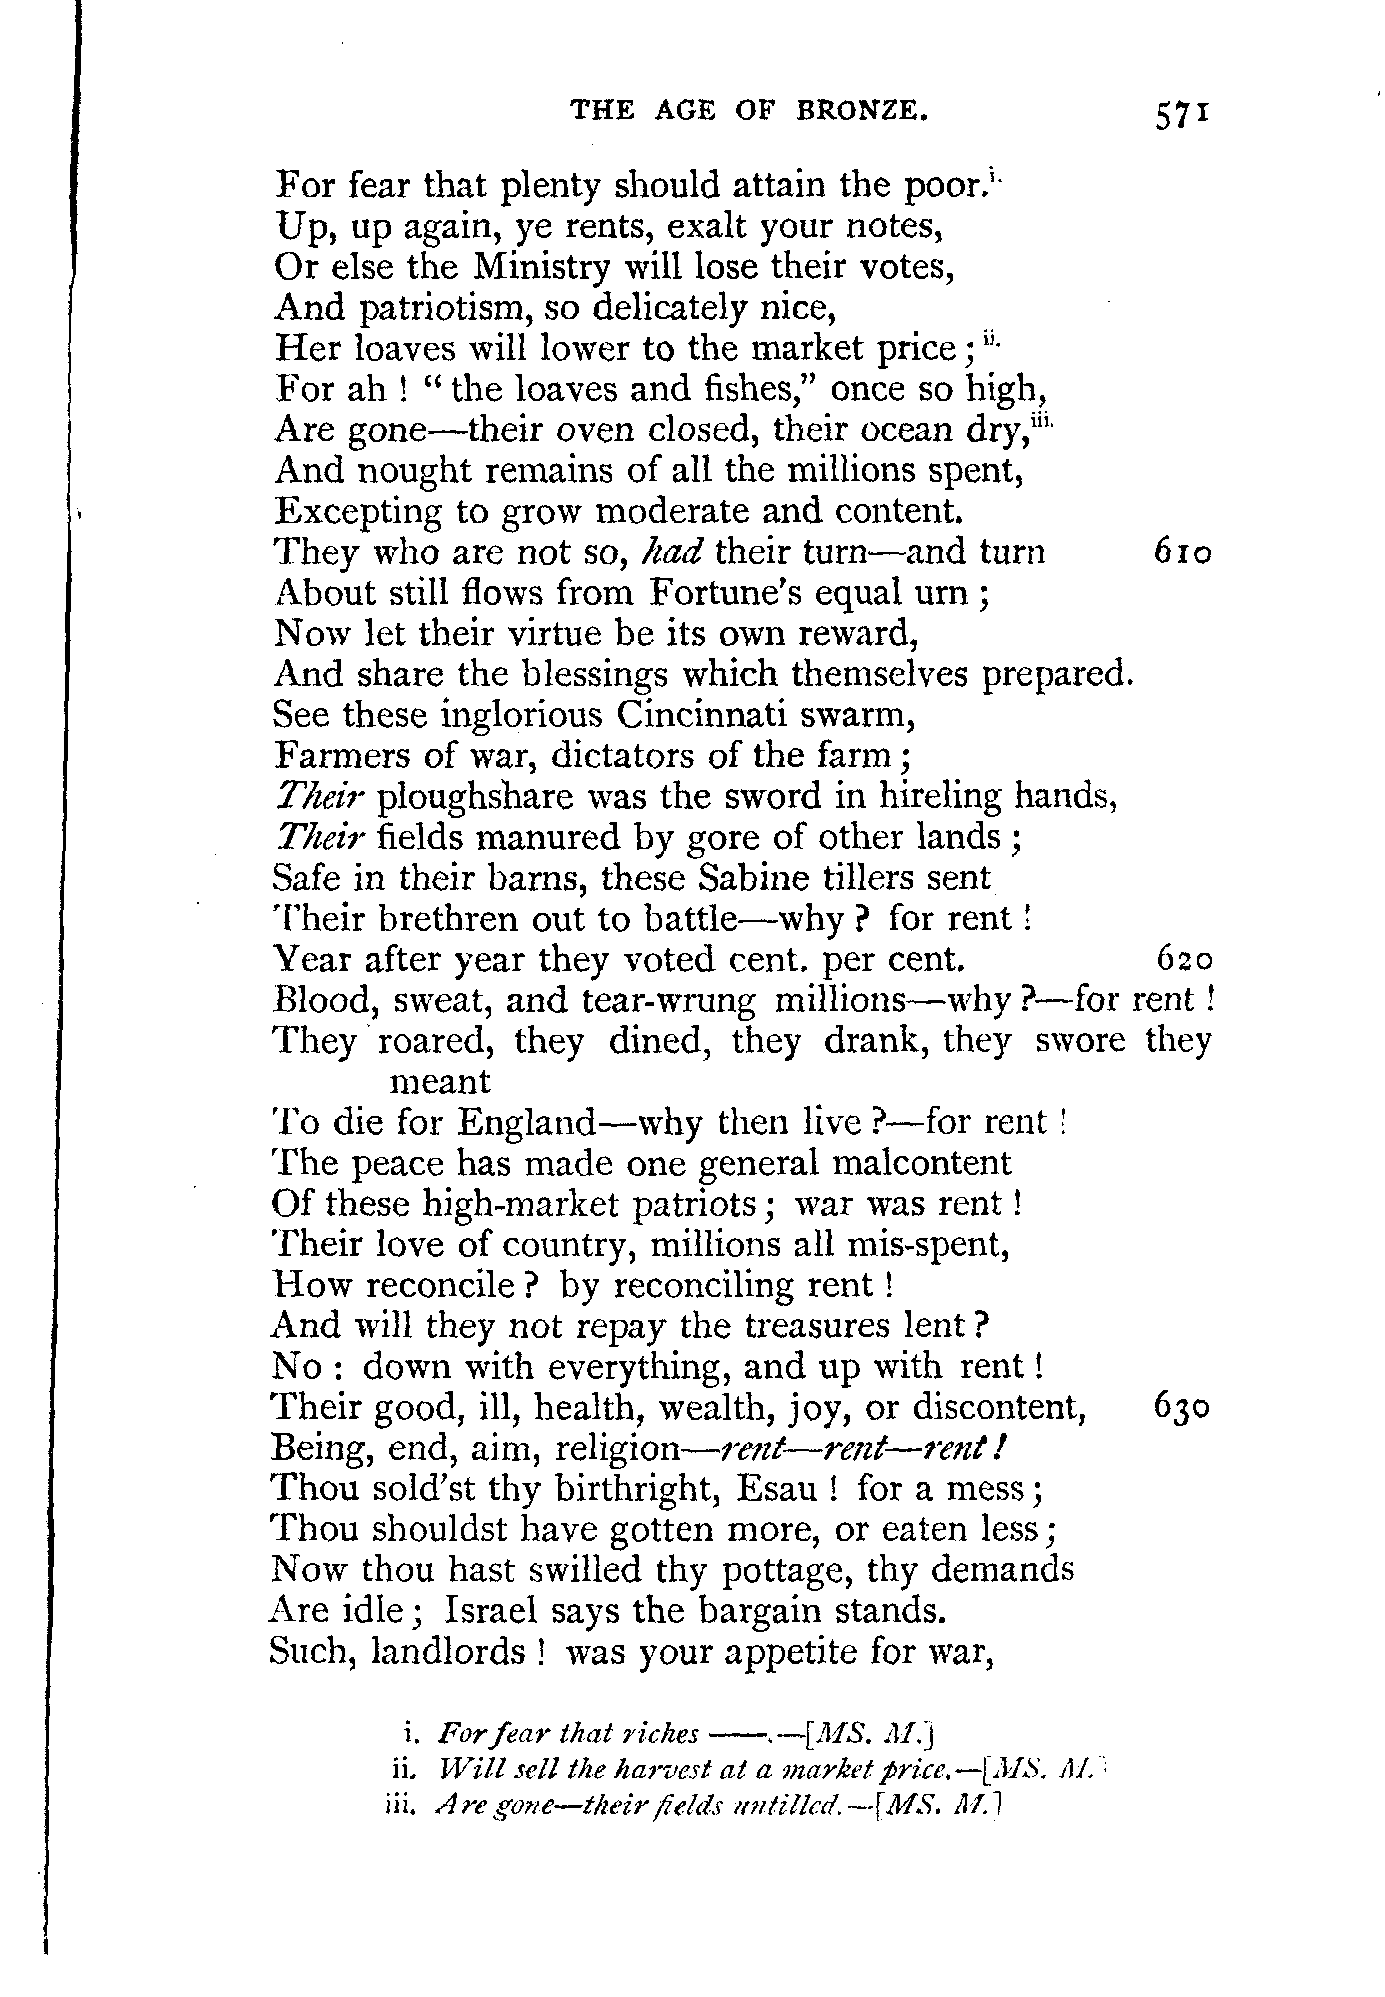 THE AGE OF BRONZE. 571
For fear that plenty should attain the poor.i.
Up, up again, ye rents, exalt your notes,
Or else the Ministry will lose their votes,
And patriotism, so delicately nice,
Her loaves will lower to the market price; ii.
For ah! "the loaves and fishes," once so high,
Are gone—their oven closed, their ocean dry,iii.
And nought remains of all the millions spent,
Excepting to grow moderate and content.
They who are not so, had their turn—and turn 610
About still flows from Fortune's equal urn;
Now let their virtue be its own reward,
And share the blessings which themselves prepared.
See these inglorious Cincinnati swarm,
Farmers of war, dictators of the farm;
Their ploughshare was the sword in hireling hands,
Their fields manured by gore of other lands;
Safe in their barns, these Sabine tillers sent
Their brethren out to battle—why? for rent!
Year after year they voted cent. per cent. 620
Blood, sweat, and tear-wrung millions—why?—for rent!
They roared, they dined, they drank, they swore they
meant
To die for England—why then live?—for rent!
The peace has made one general malcontent
Of these high-market patriots; war was rent!
Their love of country, millions all mis-spent,
How reconcile? by reconciling rent!
And will they not repay the treasures lent?
No: down with everything, and up with rent!
Their good, ill, health, wealth, joy, or discontent, 630
Being, end, aim, religion—rent—rent—rent!
Thou sold'st thy birthright, Esau! for a mess;
Thou shouldst have gotten more, or eaten less;
Now thou hast swilled thy pottage, thy demands
Are idle; Israel says the bargain stands.
Such, landlords! was your appetite for war,
i. For fear that riches ——.—[MS. M.]
ii. Will sell the harvest at a market price.—[MS. M.]
iii. Are gone—their fields untilled.—[MS. M.]